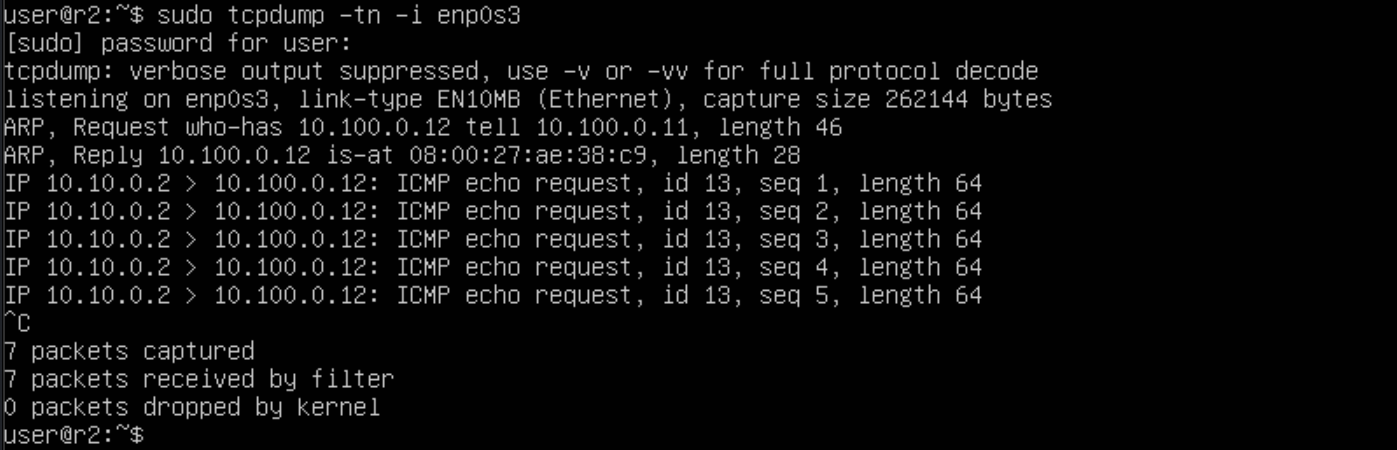 user@r2:~$ sudo tcpdump -tn -i enp0s3
[sudo] password for user:
tcpdump: verbose output suppressed, use -v or -vv for full protocol decode
listening on enp0s3, link-type EN10MB (Ethernet), capture size 262144 bytes
ARP, Request who-has 10.100.0.12 tell 10.100.0.11, length 46
ARP, Reply 10.100.0.12 is-at 08:00:27:ae:38:c9, length 28
IP 10.10.0.2 > 10.100.0.12: ICMP echo request, id 13, seq 1, length 64
IP 10.10.0.2 > 10.100.0.12: ICMP echo request, id 13, seq 2, length 64
IP 10.10.0.2 > 10.100.0.12: ICMP echo request, id 13, seq 3, length 64
IP 10.10.0.2 > 10.100.0.12: ICMP echo request, id 13, seq 4, length 64
IP 10.10.0.2 > 10.100.0.12: ICMP echo request, id 13, seq 5, length 64
^C
7 packets captured
7 packets received by filter
0 packets dropped by kernel
user@r2:~$